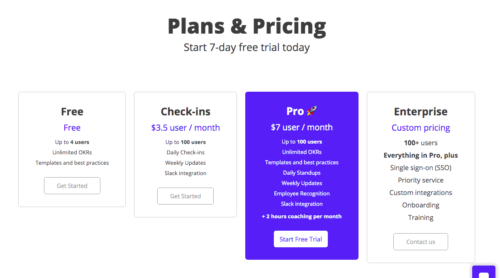 Plans & Pricing
Start 7-day free trial today
Free
Free
Up to 4 users
Unlimited OKRs
Templates and best practices
Get Started
Check-ins
$3.5 user / month
Up to 100 users
Daily Check-ins
Weekly Updates
Slack integration
Get Started
Pro 🚀
$7 user / month
Up to 100 users
Unlimited OKRs
Templates and best practices
Daily Standups
Weekly Updates
Employee Recognition
Slack integration
+ 3 hours coaching per month
Start Free Trial
Enterprise
Custom pricing
100+ users
Everything in Pro, plus
Single sign-on (SSO)
Priority service
Custom integrations
Onboarding
Training
Contact us